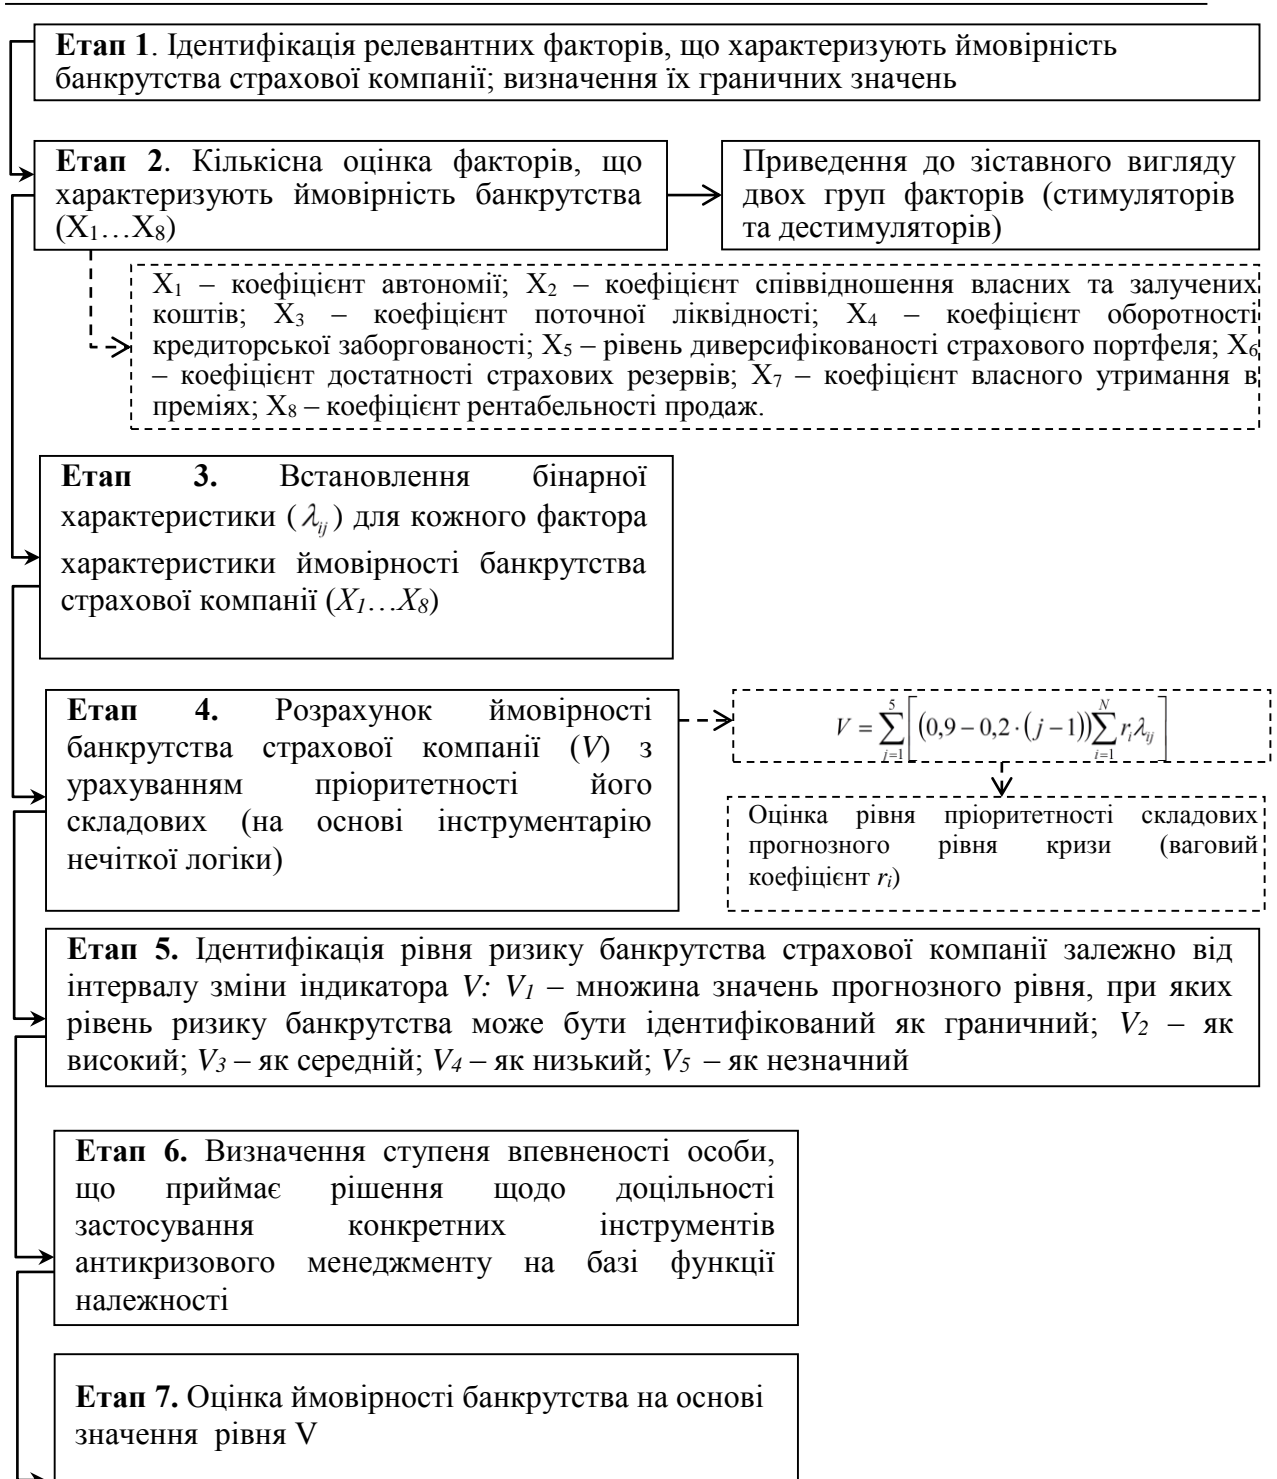 Етап 1. Ідентифікація релевантних факторів, що характеризують ймовірність
банкрутства страхової компанії; визначення їх граничних значень
Етап 2. Кількісна оцінка факторів, що
характеризують ймовірність банкрутства
(X₁…X₈)
Приведення до зіставного вигляду
двох груп факторів (стимуляторів
та дестимуляторів)
X₁ – коефіцієнт автономії; X₂ – коефіцієнт співвідношення власних та залучених
коштів; X₃ – коефіцієнт поточної ліквідності; X₄ – коефіцієнт оборотності
кредиторської заборгованості; X₅ – рівень диверсифікованості страхового портфеля; X₆
– коефіцієнт достатності страхових резервів; X₇ – коефіцієнт власного утримання в
преміях; X₈ – коефіцієнт рентабельності продаж.
Етап 3. Встановлення бінарної
характеристики ( λᵢⱼ ) для кожного фактора
характеристики ймовірності банкрутства
страхової компанії (X₁…X₈)
Етап 4. Розрахунок ймовірності
банкрутства страхової компанії (V) з
урахуванням пріоритетності його
складових (на основі інструментарію
нечіткої логіки)
V = ∑_{j=1}^{5} [ (0,9 − 0,2 · (j − 1)) ∑_{i=1}^{N} rᵢλᵢⱼ ]
Оцінка рівня пріоритетності складових
прогнозного рівня кризи (ваговий
коефіцієнт rᵢ)
Етап 5. Ідентифікація рівня ризику банкрутства страхової компанії залежно від
інтервалу зміни індикатора V: V₁ – множина значень прогнозного рівня, при яких
рівень ризику банкрутства може бути ідентифікований як граничний; V₂ – як
високий; V₃ – як середній; V₄ – як низький; V₅ – як незначний
Етап 6. Визначення ступеня впевненості особи,
що приймає рішення щодо доцільності
застосування конкретних інструментів
антикризового менеджменту на базі функції
належності
Етап 7. Оцінка ймовірності банкрутства на основі
значення рівня V